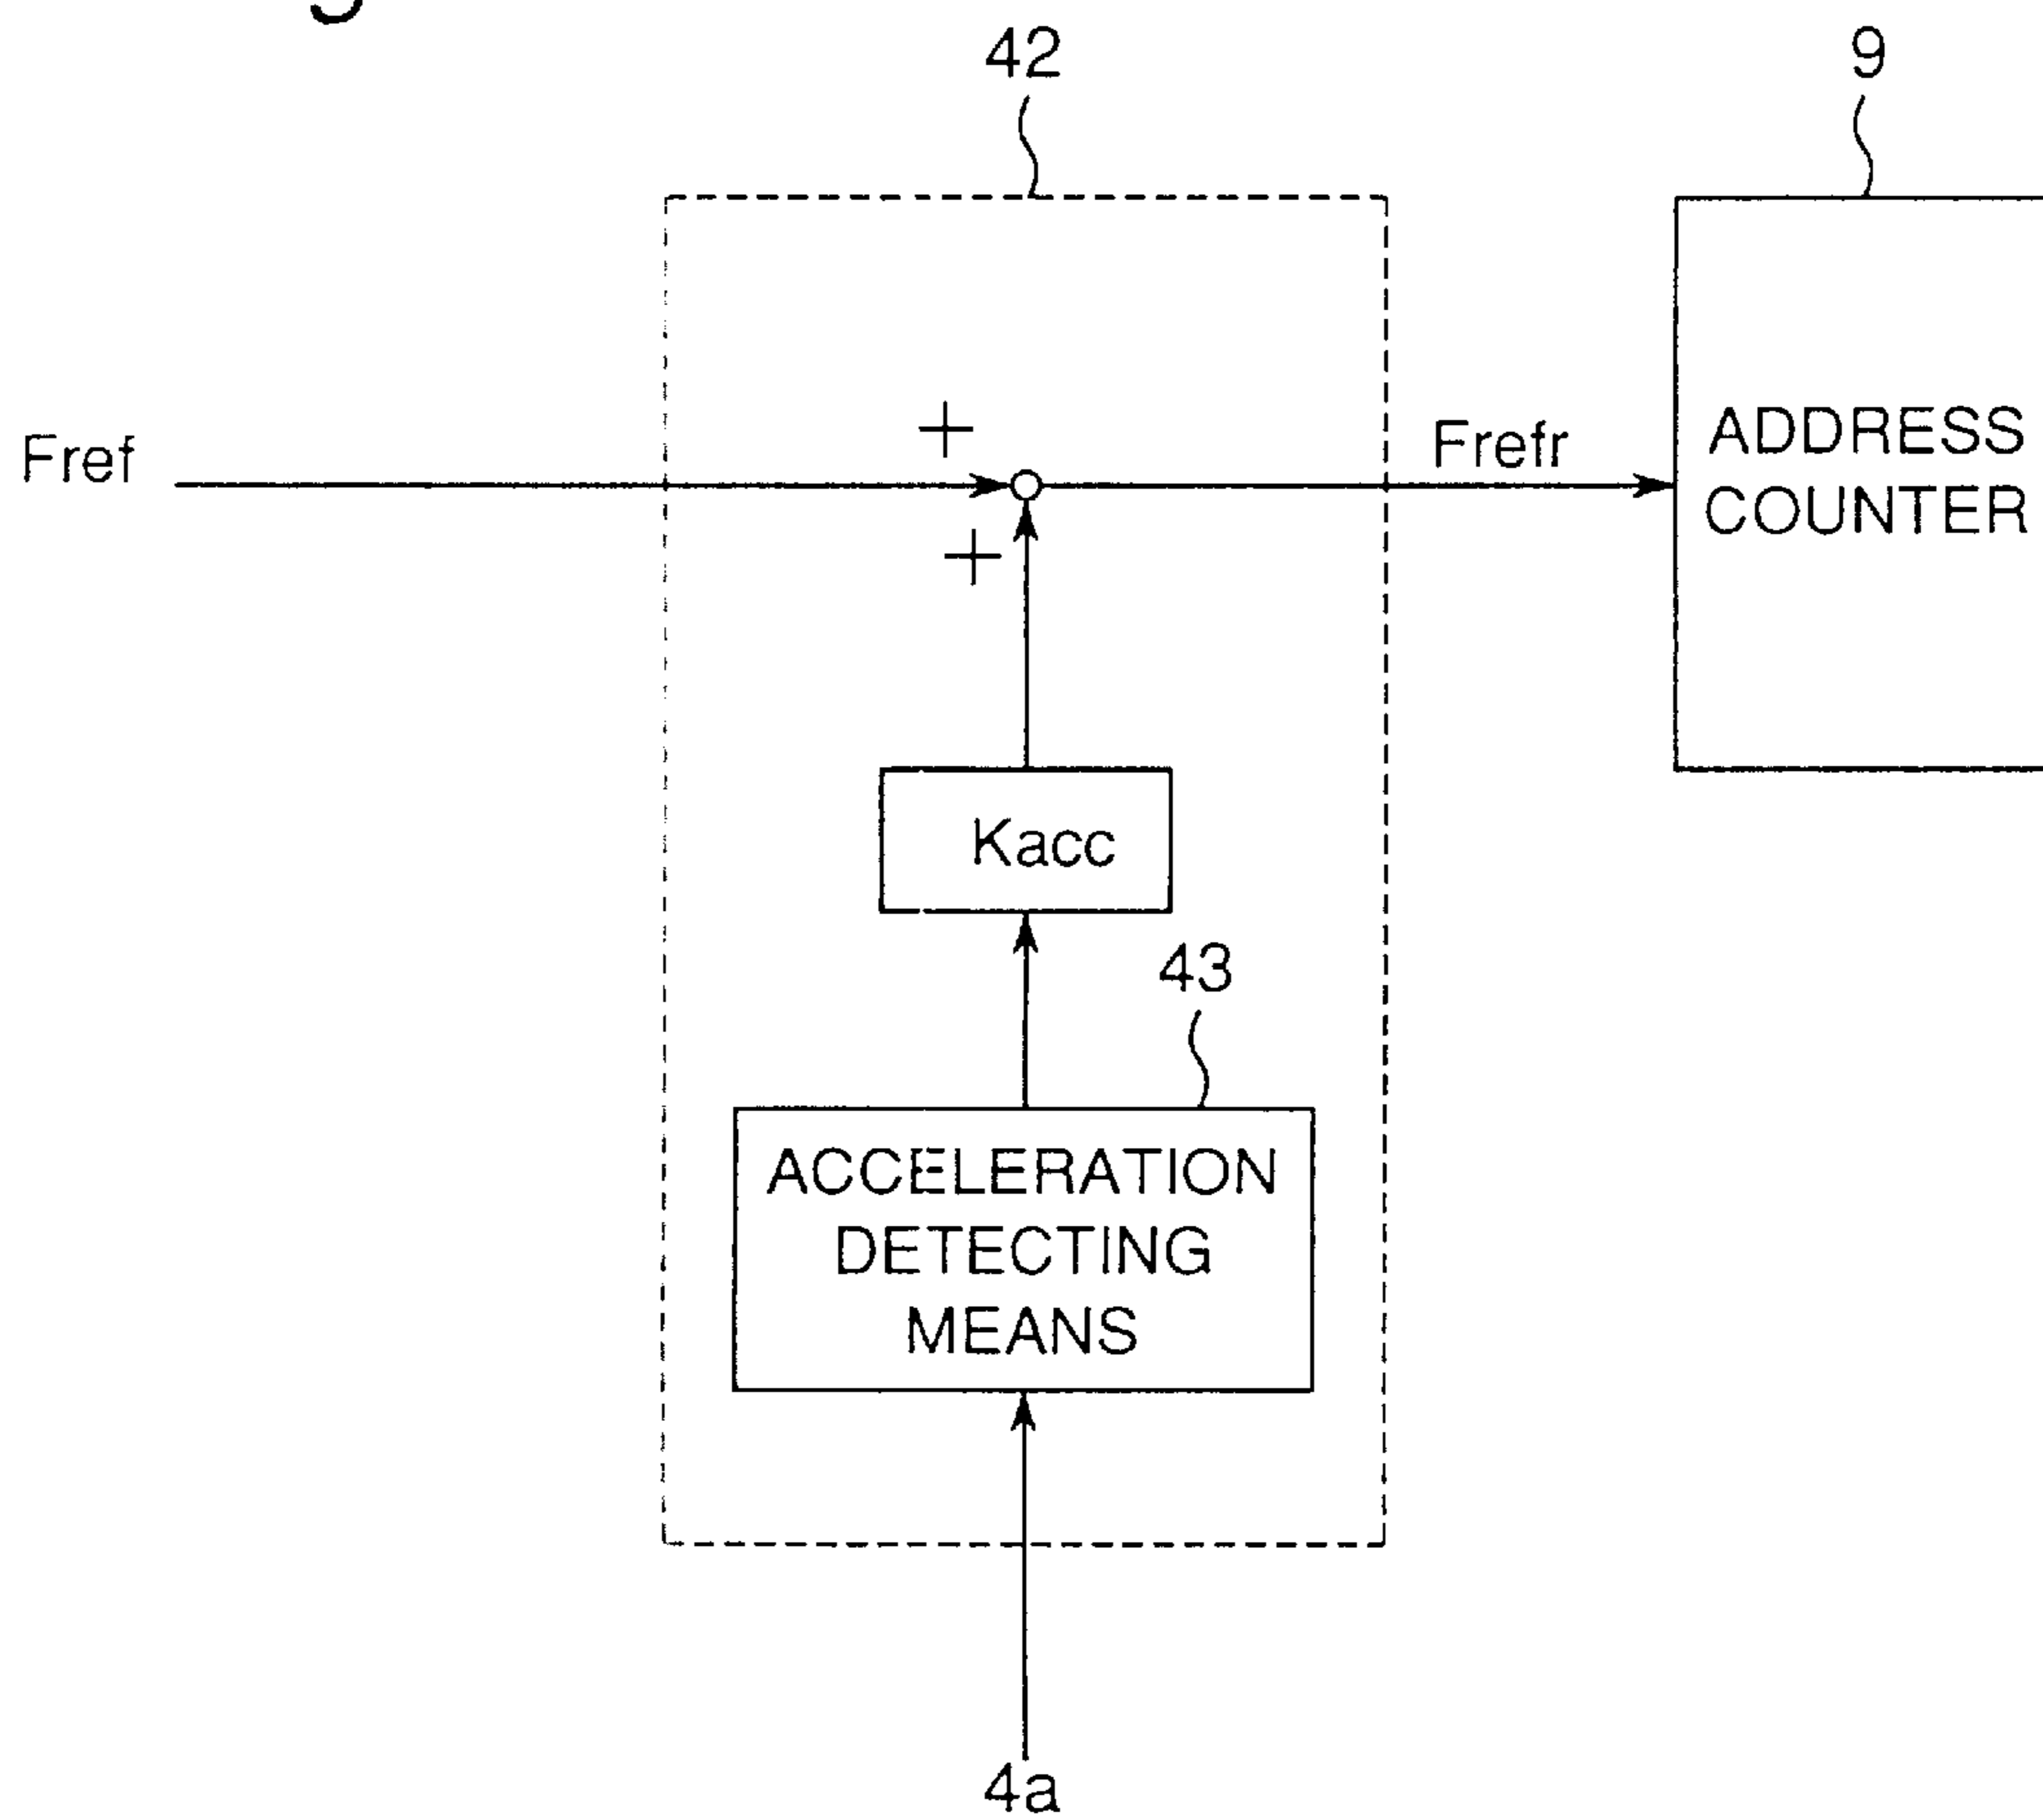 42
9
+
Fref
Frefr
ADDRESS
COUNTER
+
Kacc
43
ACCELERATION
DETECTING
MEANS
4a